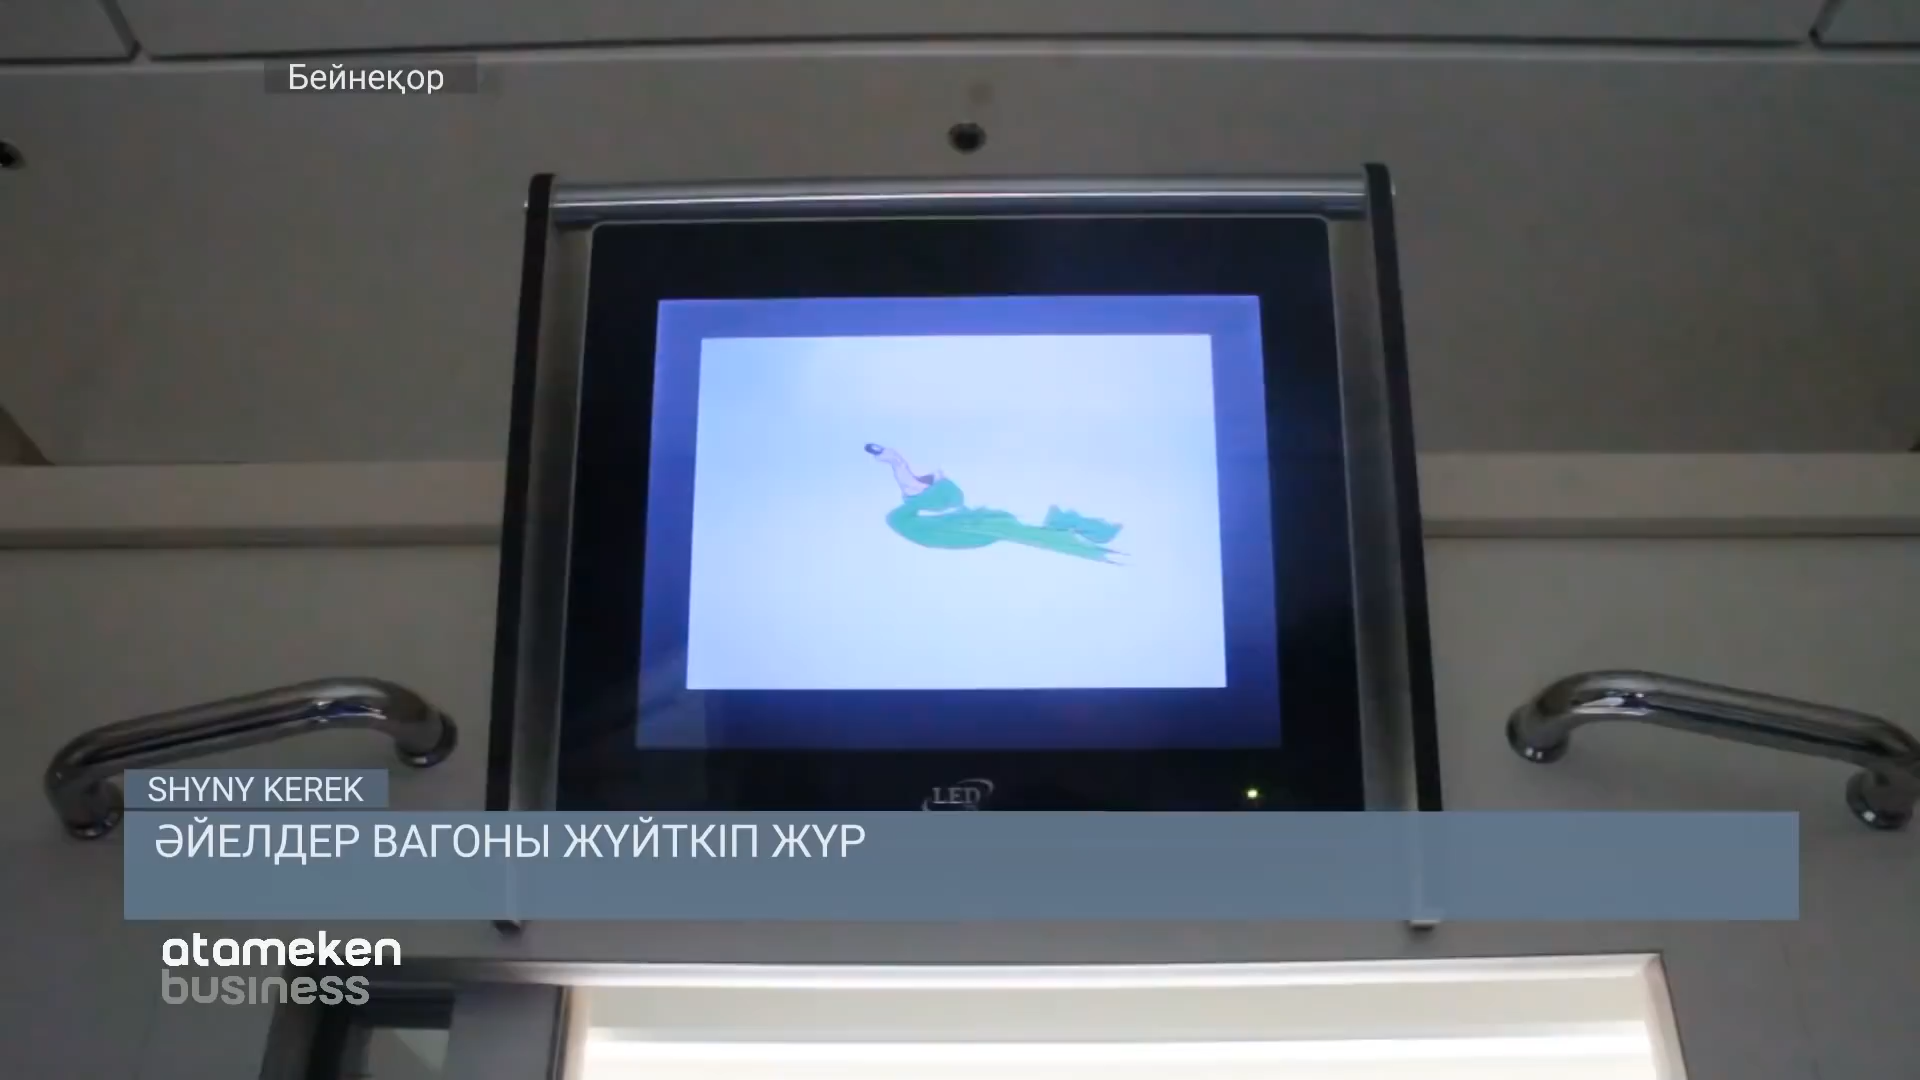 Бейнеқор
LED
SHYNY KEREK
ӘЙЕЛДЕР ВАГОНЫ ЖҮЙТКІП ЖҮР
atameken
business